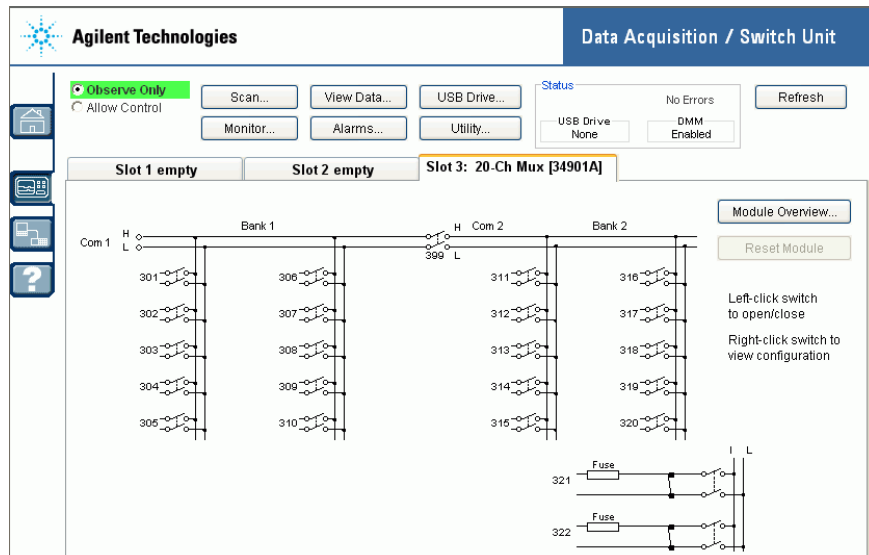 Agilent Technologies
Data Acquisition / Switch Unit
Observe Only
Allow Control
Scan...
View Data...
USB Drive...
Monitor...
Alarms...
Utility...
Status
No Errors
USB Drive
None
DMM
Enabled
Refresh
Slot 1 empty
Slot 2 empty
Slot 3: 20-Ch Mux [34901A]
Module Overview...
Reset Module
Left-click switch
to open/close
Right-click switch to
view configuration
Com 1
H
L
Bank 1
399
H
L
Com 2
Bank 2
301
306
311
316
302
307
312
317
303
308
313
318
304
309
314
319
305
310
315
320
I L
321
Fuse
322
Fuse
?